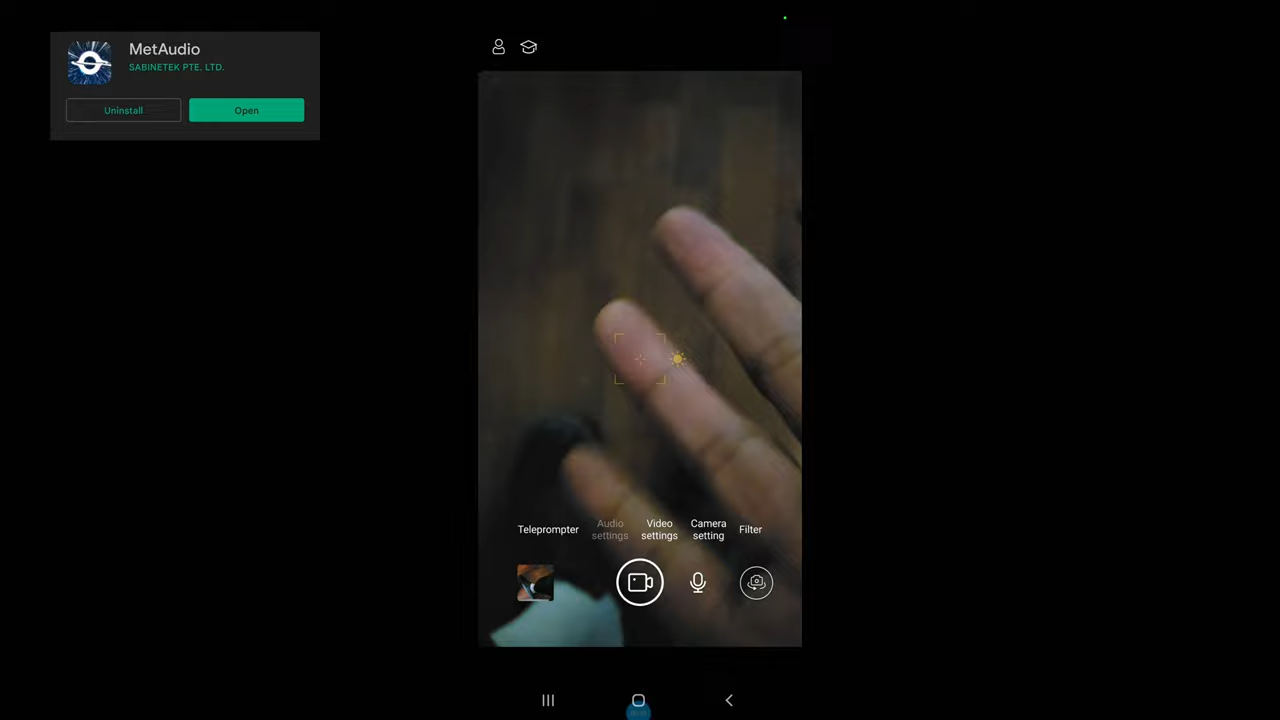 MetAudio
SABINETEK PTE. LTD.
Uninstall
Open
Teleprompter
Audio
settings
Video
settings
Camera
setting
Filter